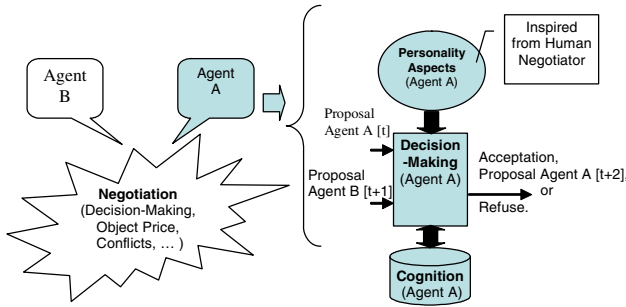 Agent
B
Agent
A
Negotiation
(Decision-Making,
Object Price,
Conflicts, … )
Personality
Aspects
(Agent A)
Inspired
from Human
Negotiator
Proposal
Agent A [t]
Proposal
Agent B [t+1]
Decision
-Making
(Agent A)
Acceptation,
Proposal Agent A [t+2],
or
Refuse.
Cognition
(Agent A)